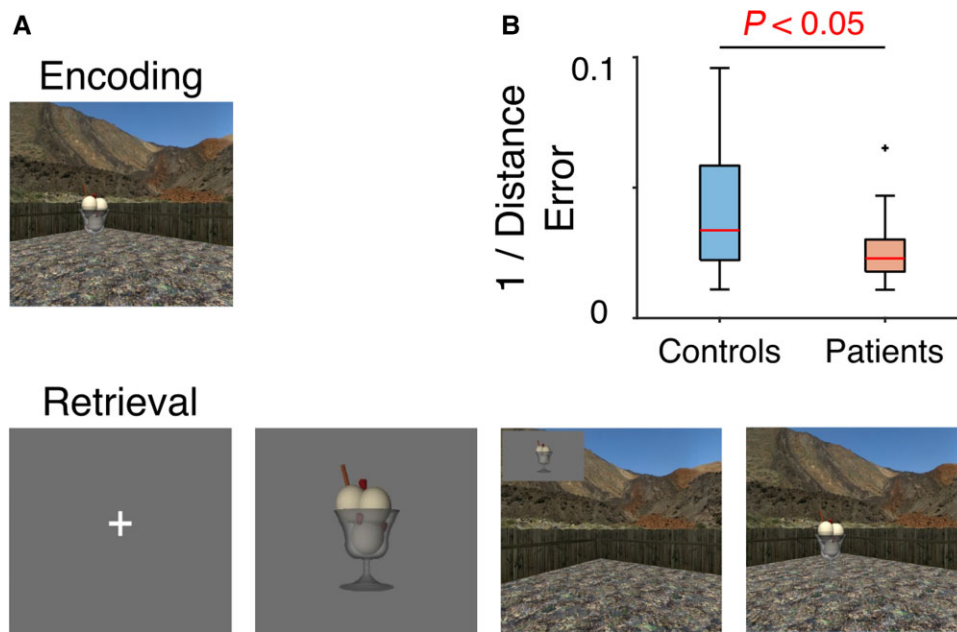 A
Encoding
B
P < 0.05
0.1
1 / Distance
Error
0
Controls
Patients
Retrieval